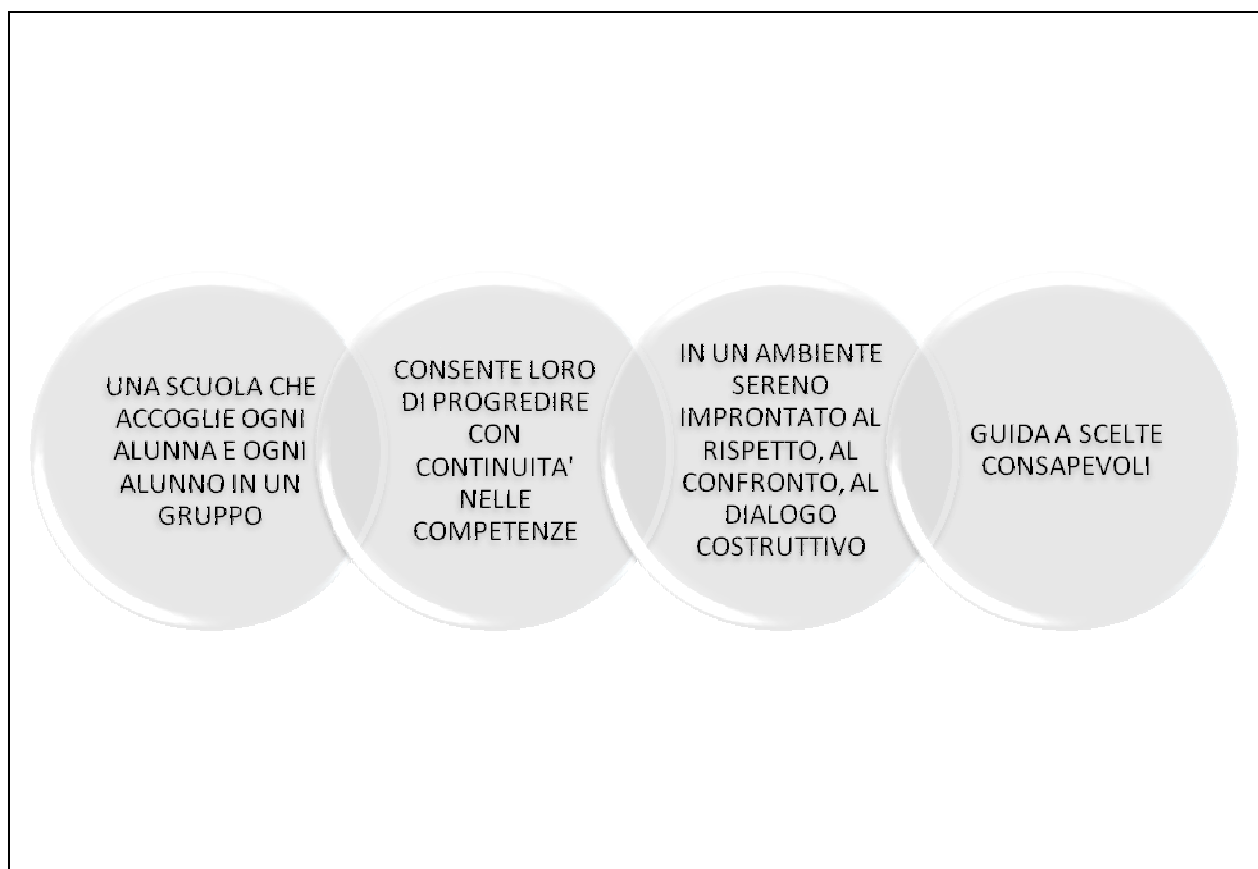 UNA SCUOLA CHE
ACCOGLIE OGNI
ALUNNA E OGNI
ALUNNO IN UN
GRUPPO
CONSENTE LORO
DI PROGREDIRE
CON
CONTINUITA'
NELLE
COMPETENZE
IN UN AMBIENTE
SERENO
IMPRONTATO AL
RISPETTO, AL
CONFRONTO, AL
DIALOGO
COSTRUTTIVO
GUIDA A SCELTE
CONSAPEVOLI